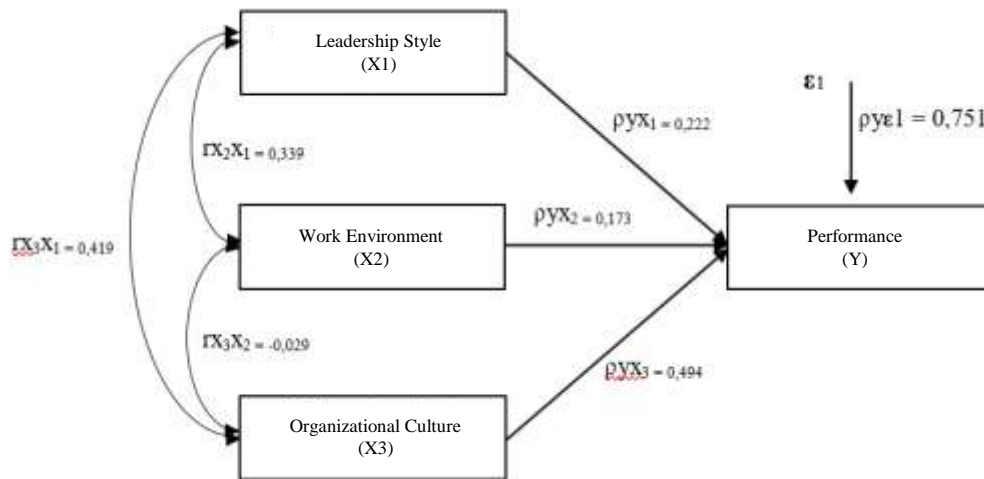 Leadership Style
(X1)
ε1
ρyx₁ = 0,222
ρyε1 = 0,751
rx₂x₁ = 0,339
ρyx₂ = 0,173
Work Environment
(X2)
Performance
(Y)
rx₃x₁ = 0,419
rx₃x₂ = -0,029
ρyx₃ = 0,494
Organizational Culture
(X3)